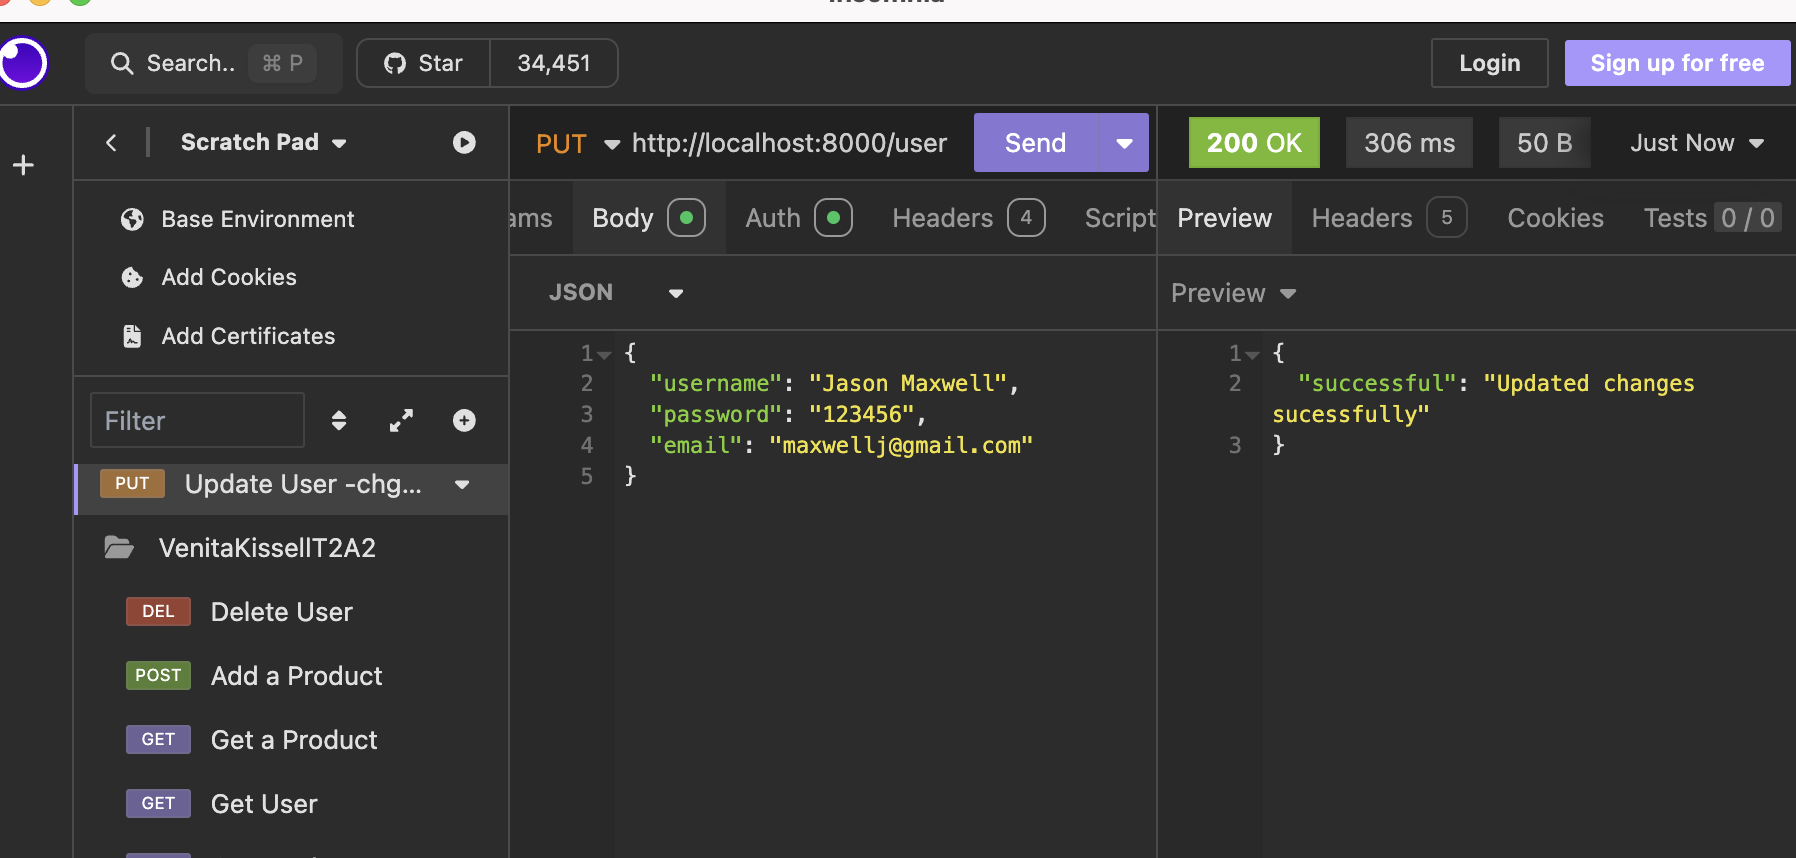 Insomnia
Search.. ⌘ P
Star 34,451
Login
Sign up for free
Scratch Pad
PUT http://localhost:8000/user Send
200 OK 306 ms 50 B Just Now
Base Environment
Add Cookies
Add Certificates
Filter
PUT Update User -chg...
VenitaKissellT2A2
DEL Delete User
POST Add a Product
GET Get a Product
GET Get User
ams Body Auth Headers 4 Script
JSON
1 {
2 "username": "Jason Maxwell",
3 "password": "123456",
4 "email": "maxwellj@gmail.com"
5 }
Preview Headers 5 Cookies Tests 0 / 0
Preview
1 {
2 "successful": "Updated changes
sucessfully"
3 }